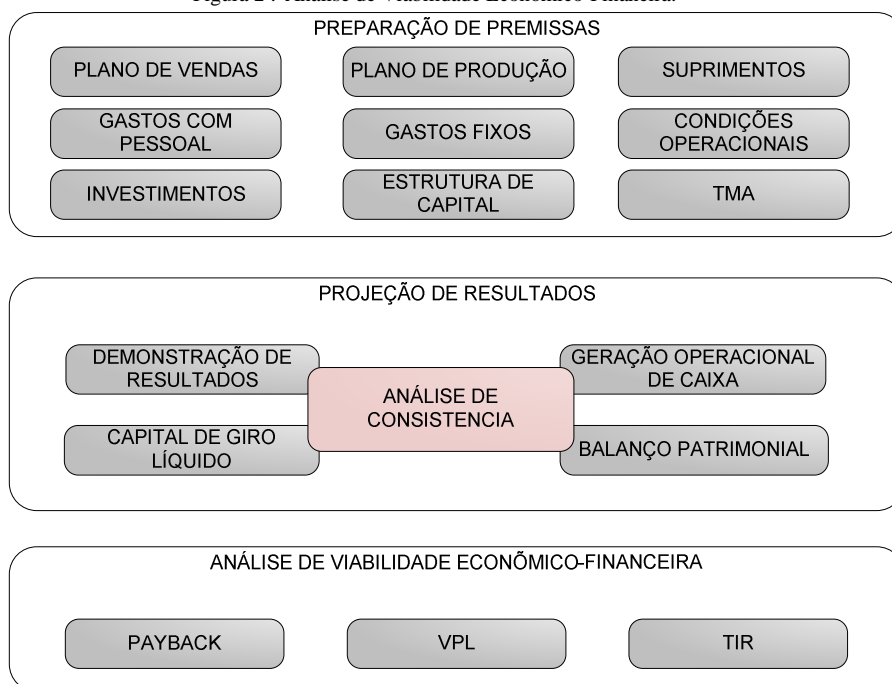 PREPARAÇÃO DE PREMISSAS
PLANO DE VENDAS
PLANO DE PRODUÇÃO
SUPRIMENTOS
GASTOS COM
PESSOAL
GASTOS FIXOS
CONDIÇÕES
OPERACIONAIS
INVESTIMENTOS
ESTRUTURA DE
CAPITAL
TMA
PROJEÇÃO DE RESULTADOS
DEMONSTRAÇÃO DE
RESULTADOS
GERAÇÃO OPERACIONAL
DE CAIXA
ANÁLISE DE
CONSISTENCIA
CAPITAL DE GIRO
LÍQUIDO
BALANÇO PATRIMONIAL
ANÁLISE DE VIABILIDADE ECONÕMICO-FINANCEIRA
PAYBACK
VPL
TIR